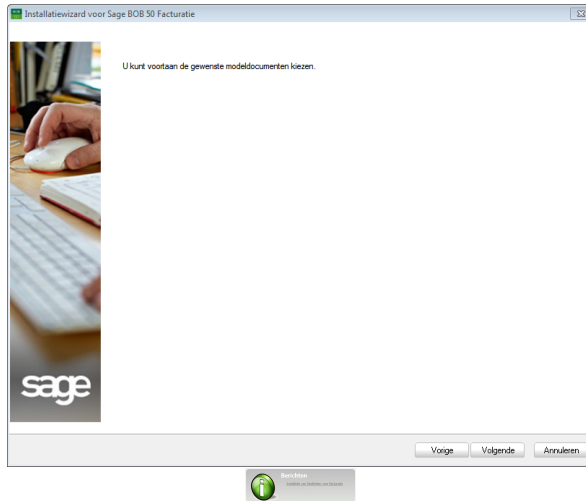 Installatiewizard voor Sage BOB 50 Facturatie
U kunt voortaan de gewenste modeldocumenten kiezen.
sage
Vorige Volgende Annuleren
Berichten